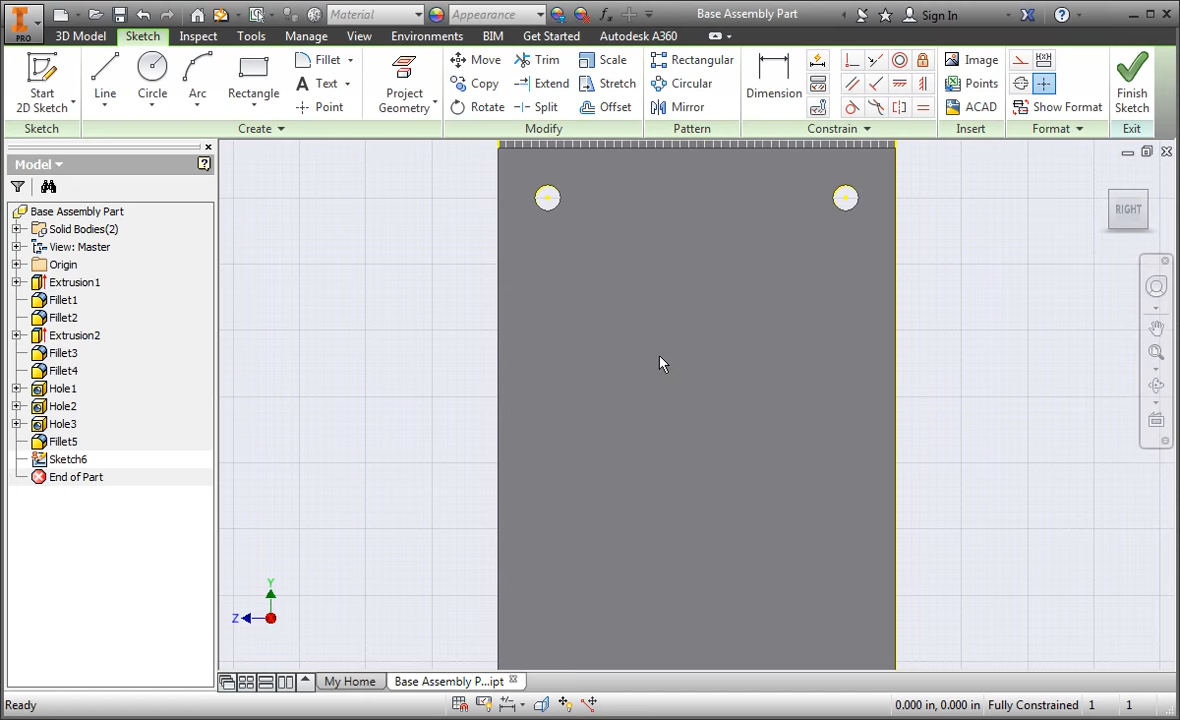 Material
Appearance
Base Assembly Part
Sign In
PRO
3D Model
Sketch
Inspect
Tools
Manage
View
Environments
BIM
Get Started
Autodesk A360
Start
2D Sketch
Line
Circle
Arc
Rectangle
Fillet
Text
Point
Project
Geometry
Move
Copy
Rotate
Trim
Extend
Split
Scale
Stretch
Offset
Rectangular
Circular
Mirror
Dimension
Image
Points
ACAD
Show Format
Finish
Sketch
Sketch
Create
Modify
Pattern
Constrain
Insert
Format
Exit
Model
Base Assembly Part
Solid Bodies(2)
View: Master
Origin
Extrusion1
Fillet1
Fillet2
Extrusion2
Fillet3
Fillet4
Hole1
Hole2
Hole3
Fillet5
Sketch6
End of Part
RIGHT
Y
Z
My Home
Base Assembly P...ipt
Ready
0.000 in, 0.000 in Fully Constrained 1 1